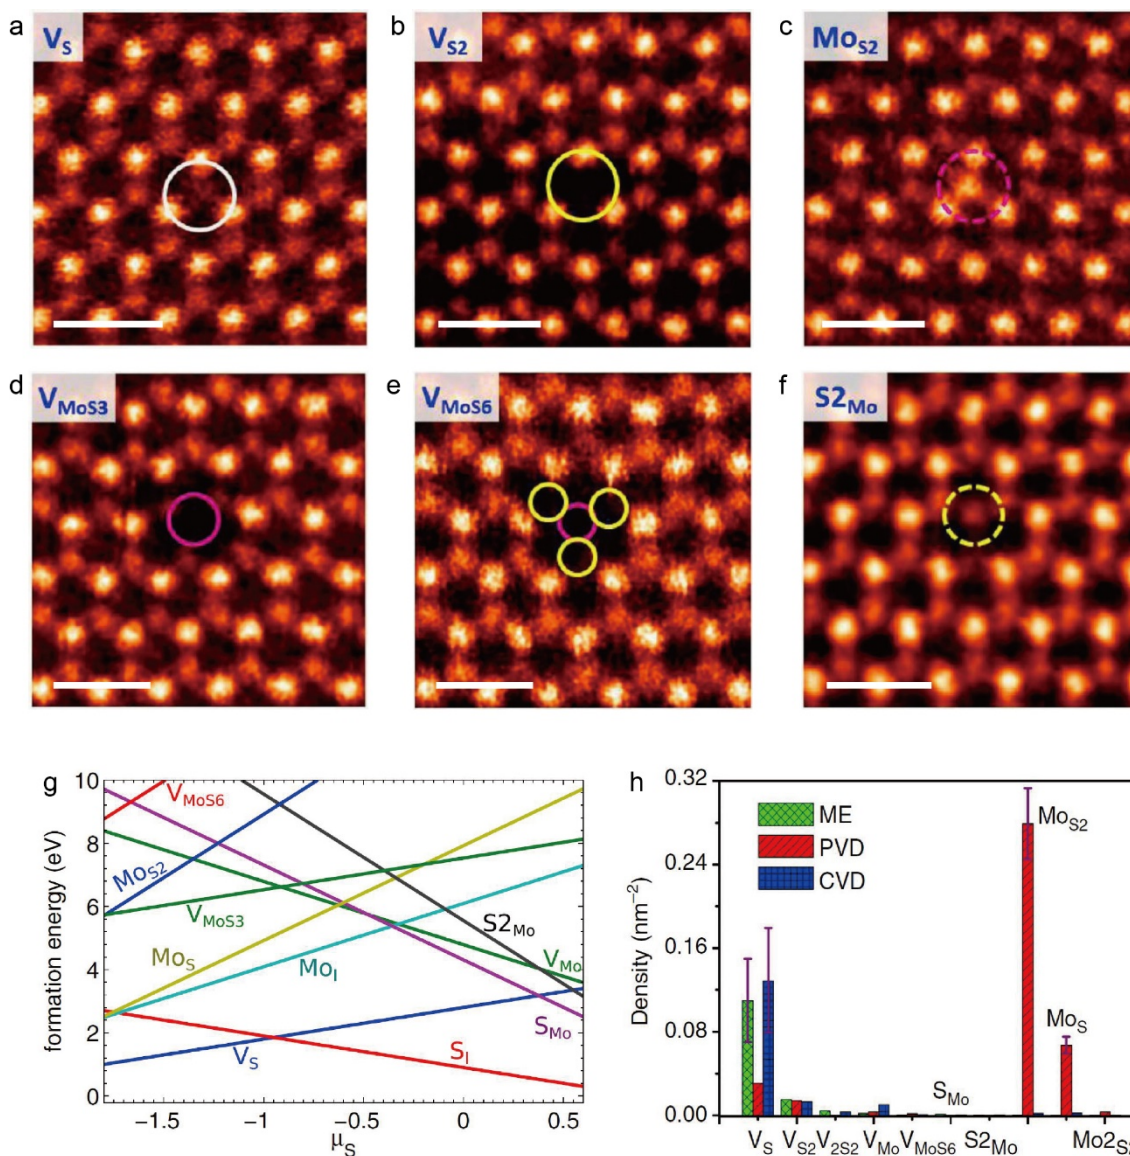 a
V_S
b
V_S2
c
Mo_S2
d
V_MoS3
e
V_MoS6
f
S2_Mo
g
formation energy (eV)
10
8
6
4
2
0
V_MoS6
Mo_S2
V_MoS3
Mo_S
Mo_I
S2_Mo
V_Mo
S_Mo
V_S
S_I
−1.5
−1
−0.5
0
0.5
μ_S
h
Density (nm⁻²)
0.32
0.24
0.16
0.08
0.00
ME
PVD
CVD
Mo_S2
Mo_S
S_Mo
V_S
V_S2
V_2S2
V_Mo
V_MoS6
S2_Mo